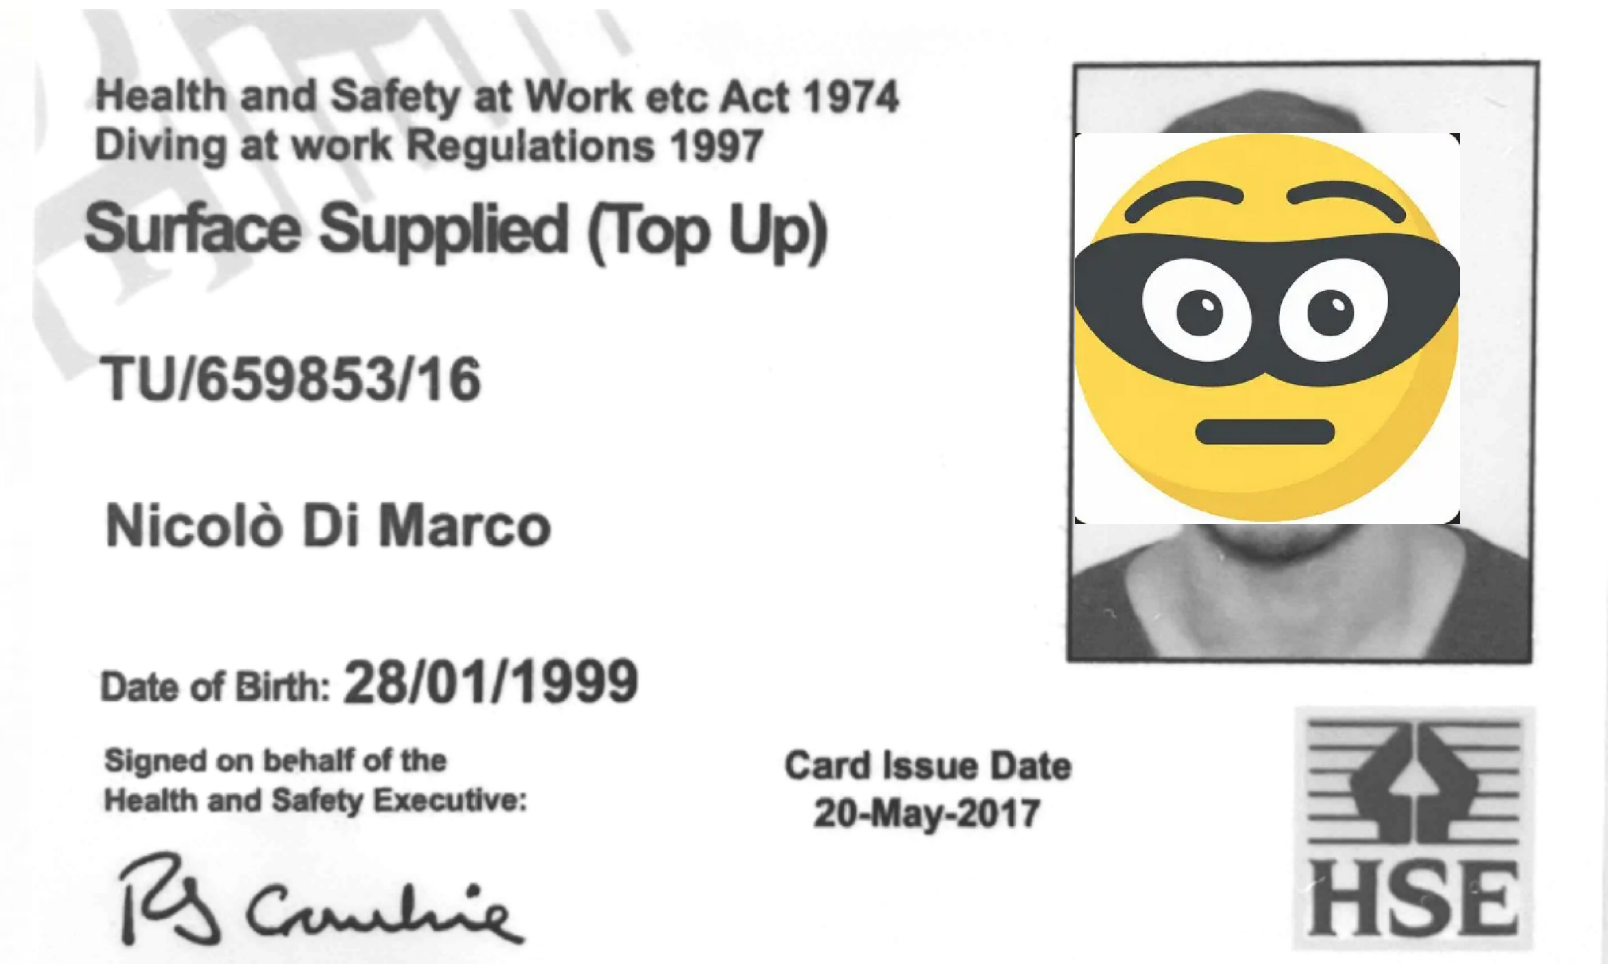 Health and Safety at Work etc Act 1974
Diving at work Regulations 1997
Surface Supplied (Top Up)
TU/659853/16
Nicolò Di Marco
Date of Birth: 28/01/1999
Signed on behalf of the
Health and Safety Executive:
Card Issue Date
20-May-2017
HSE